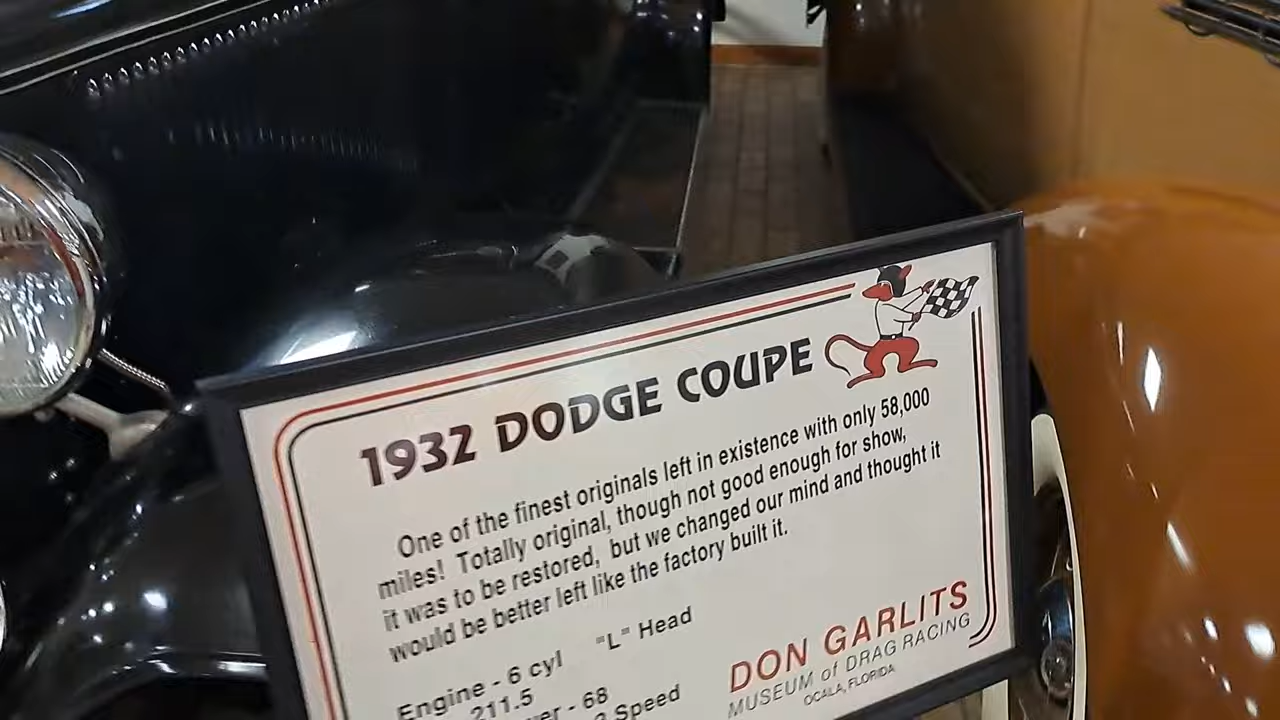 1932 DODGE COUPE
One of the finest originals left in existence with only 58,000
miles! Totally original, though not good enough for show,
it was to be restored, but we changed our mind and thought it
would be better left like the factory built it.
Engine - 6 cyl "L" Head
211.5
- 68
Speed
DON GARLITS
MUSEUM of DRAG RACING
OCALA, FLORIDA